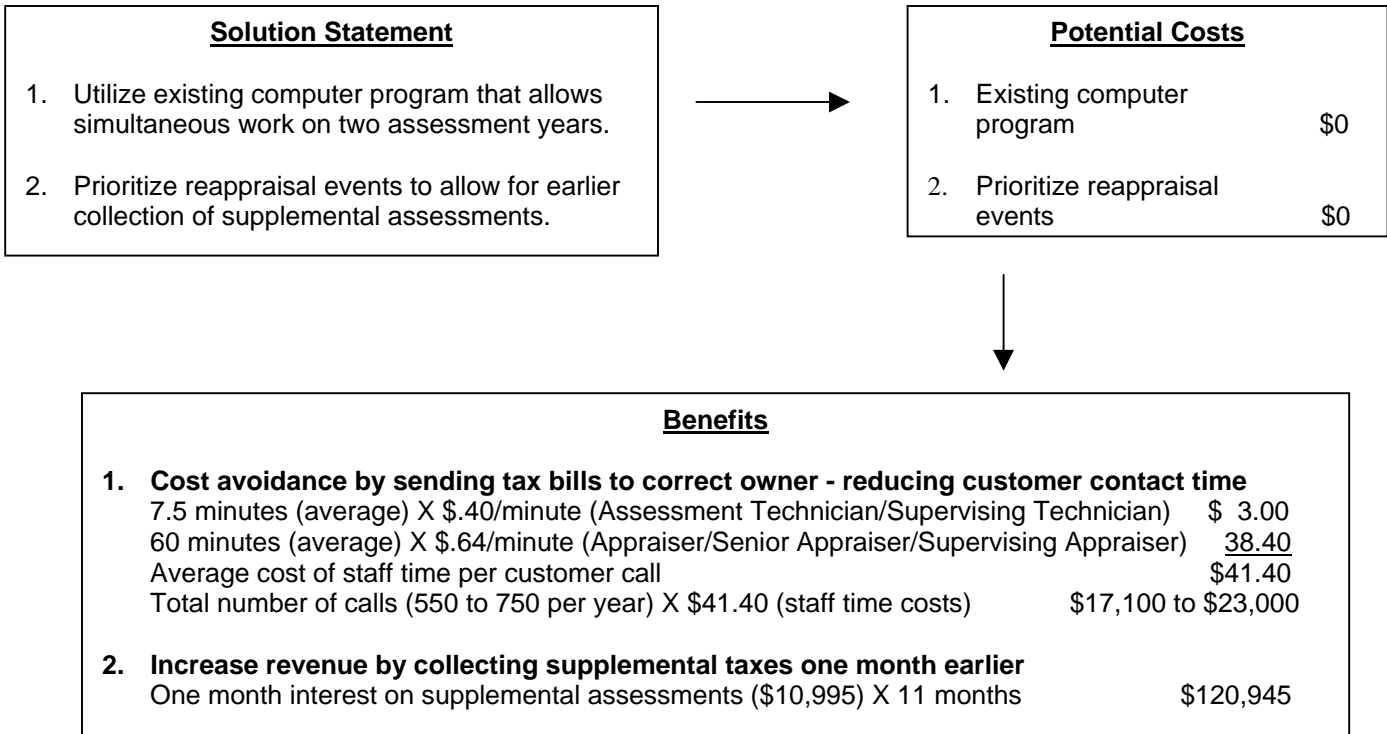 Solution Statement
1. Utilize existing computer program that allows
simultaneous work on two assessment years.
2. Prioritize reappraisal events to allow for earlier
collection of supplemental assessments.
Potential Costs
1. Existing computer
program $0
2. Prioritize reappraisal
events $0
Benefits
1. Cost avoidance by sending tax bills to correct owner - reducing customer contact time
7.5 minutes (average) X $.40/minute (Assessment Technician/Supervising Technician) $ 3.00
60 minutes (average) X $.64/minute (Appraiser/Senior Appraiser/Supervising Appraiser) 38.40
Average cost of staff time per customer call $41.40
Total number of calls (550 to 750 per year) X $41.40 (staff time costs) $17,100 to $23,000
2. Increase revenue by collecting supplemental taxes one month earlier
One month interest on supplemental assessments ($10,995) X 11 months $120,945